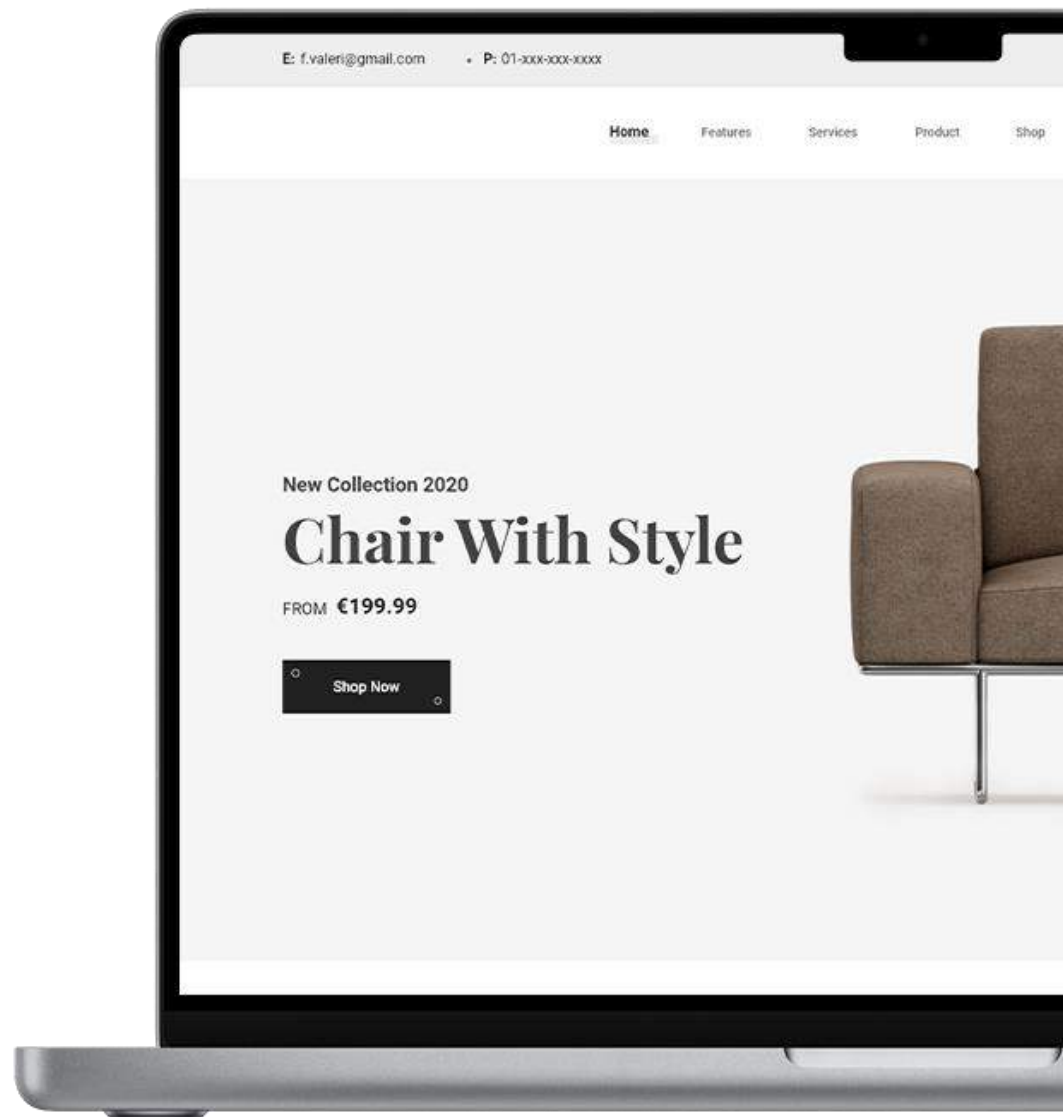 E: f.valeri@gmail.com • P: 01-xxx-xxx-xxxx
Home Features Services Product Shop
New Collection 2020
Chair With Style
FROM €199.99
Shop Now